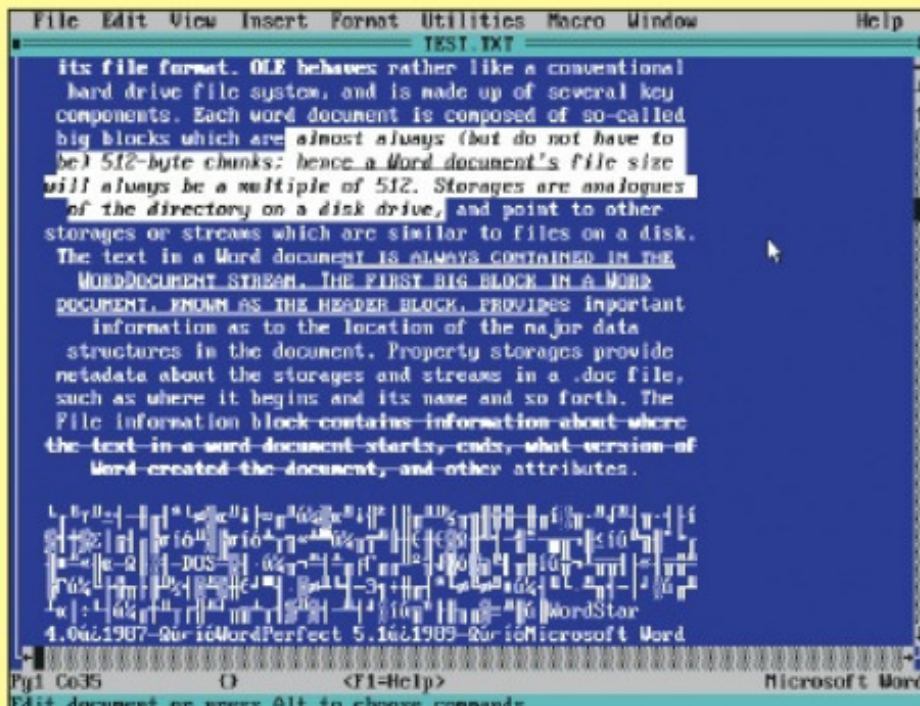 File Edit View Insert Format Utilities Macro Window Help
TEST.TXT
its file format. OLE behaves rather like a conventional
hard drive file system, and is made up of several key
components. Each word document is composed of so-called
big blocks which are almost always (but do not have to
be) 512-byte chunks; hence a Word document's file size
will always be a multiple of 512. Storages are analogues
of the directory on a disk drive, and point to other
storages or streams which are similar to files on a disk.
The text in a Word document IS ALWAYS CONTAINED IN THE
WORDDOCUMENT STREAM. THE FIRST BIG BLOCK IN A WORD
DOCUMENT, KNOWN AS THE HEADER BLOCK, PROVIDes important
information as to the location of the major data
structures in the document. Property storages provide
metadata about the storages and streams in a .doc file,
such as where it begins and its name and so forth. The
File information block contains information about where
the text in a word document starts, ends, what version of
Word created the document, and other attributes.
DOS
WordStar
4.0 1987 WordPerfect 5.1 1989 Microsoft Word
Pg1 Co35 {} <F1=Help> Microsoft Word
Edit document or press Alt to choose commands